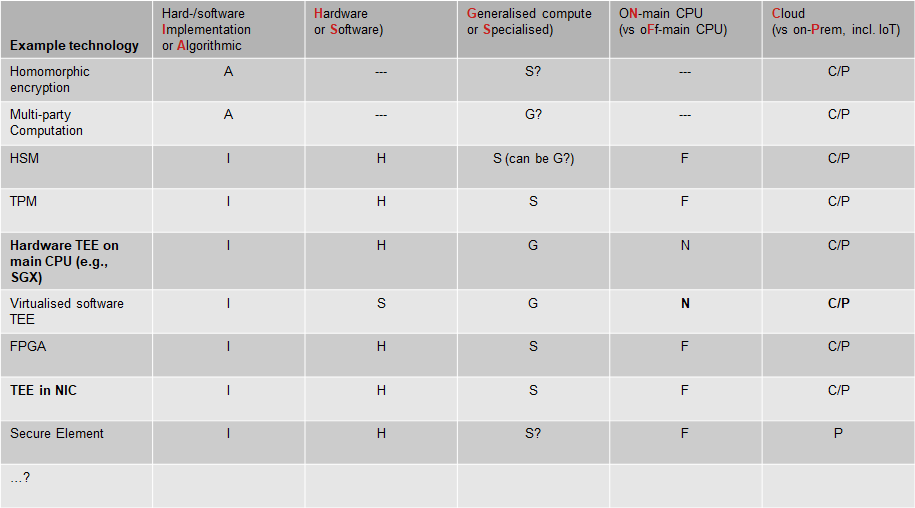 Example technology
Hard-/software
Implementation
or Algorithmic
Hardware
or Software)
Generalised compute
or Specialised)
ON-main CPU
(vs oFf-main CPU)
Cloud
(vs on-Prem, incl. IoT)
Homomorphic
encryption
A
---
S?
---
C/P
Multi-party
Computation
A
---
G?
---
C/P
HSM
I
H
S (can be G?)
F
C/P
TPM
I
H
S
F
C/P
Hardware TEE on
main CPU (e.g.,
SGX)
I
H
G
N
C/P
Virtualised software
TEE
I
S
G
N
C/P
FPGA
I
H
S
F
C/P
TEE in NIC
I
H
S
F
C/P
Secure Element
I
H
S?
F
P
…?